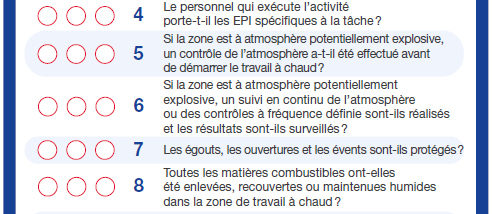 4 Le personnel qui exécute l'activité
porte-t-il les EPI spécifiques à la tâche ?
Si la zone est à atmosphère potentiellement explosive,
5 un contrôle de l'atmosphère a-t-il été effectué avant
de démarrer le travail à chaud ?
Si la zone est à atmosphère potentiellement
explosive, un suivi en continu de l'atmosphère
6 ou des contrôles à fréquence définie sont-ils réalisés
et les résultats sont-ils surveillés ?
7 Les égouts, les ouvertures et les évents sont-ils protégés ?
Toutes les matières combustibles ont-elles
8 été enlevées, recouvertes ou maintenues humides
dans la zone de travail à chaud ?